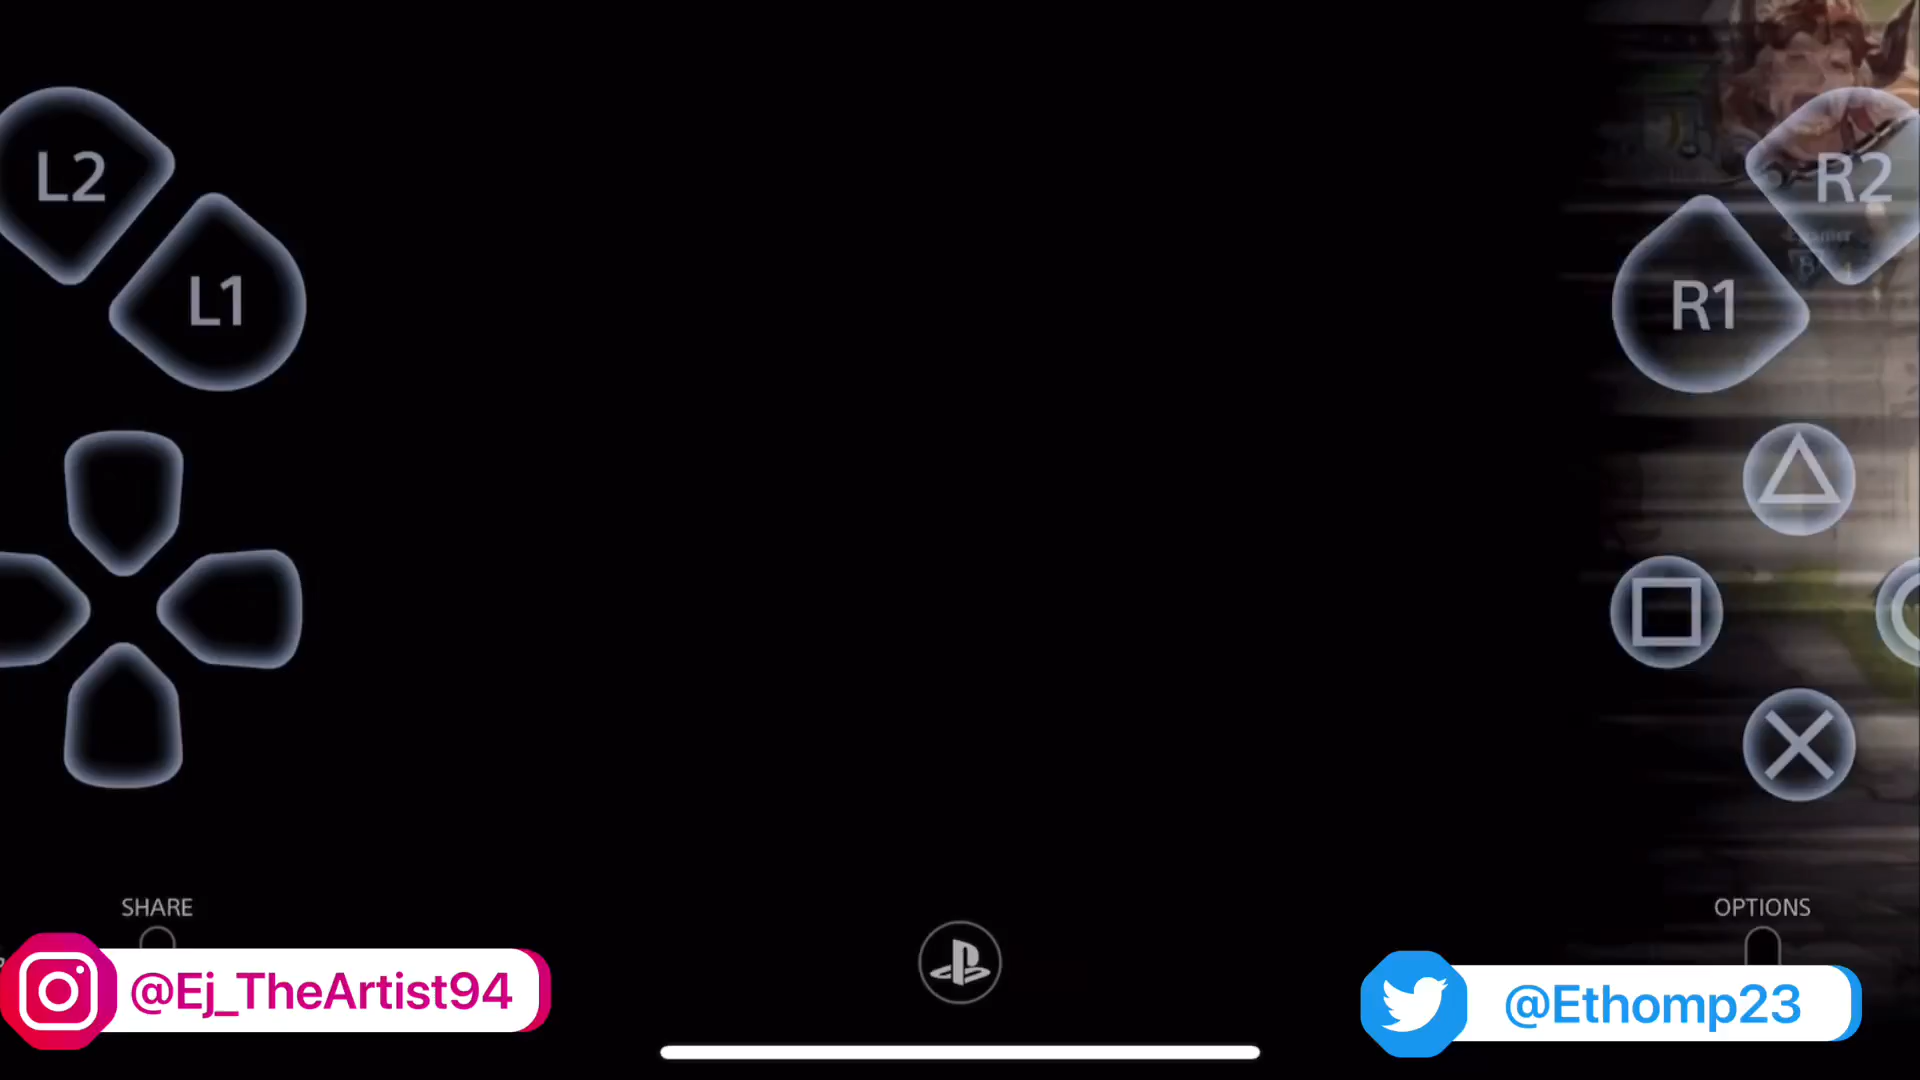 L2
R2
L1
R1
SHARE
OPTIONS
@Ej_TheArtist94
@Ethomp23